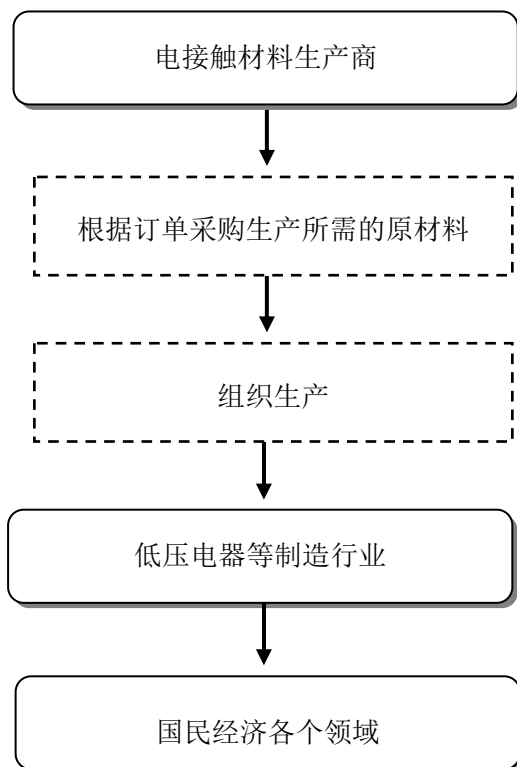 电接触材料生产商
根据订单采购生产所需的原材料
组织生产
低压电器等制造行业
国民经济各个领域